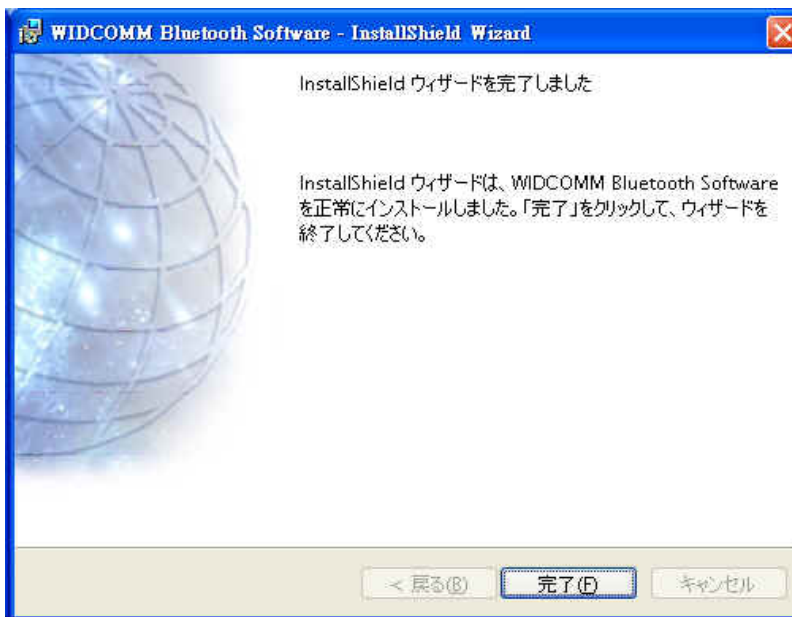 WIDCOMM Bluetooth Software - InstallShield Wizard
InstallShield ウィザードを完了しました
InstallShield ウィザードは、WIDCOMM Bluetooth Software
を正常にインストールしました。「完了」をクリックして、ウィザードを
終了してください。
< 戻る(B) 完了(F) キャンセル